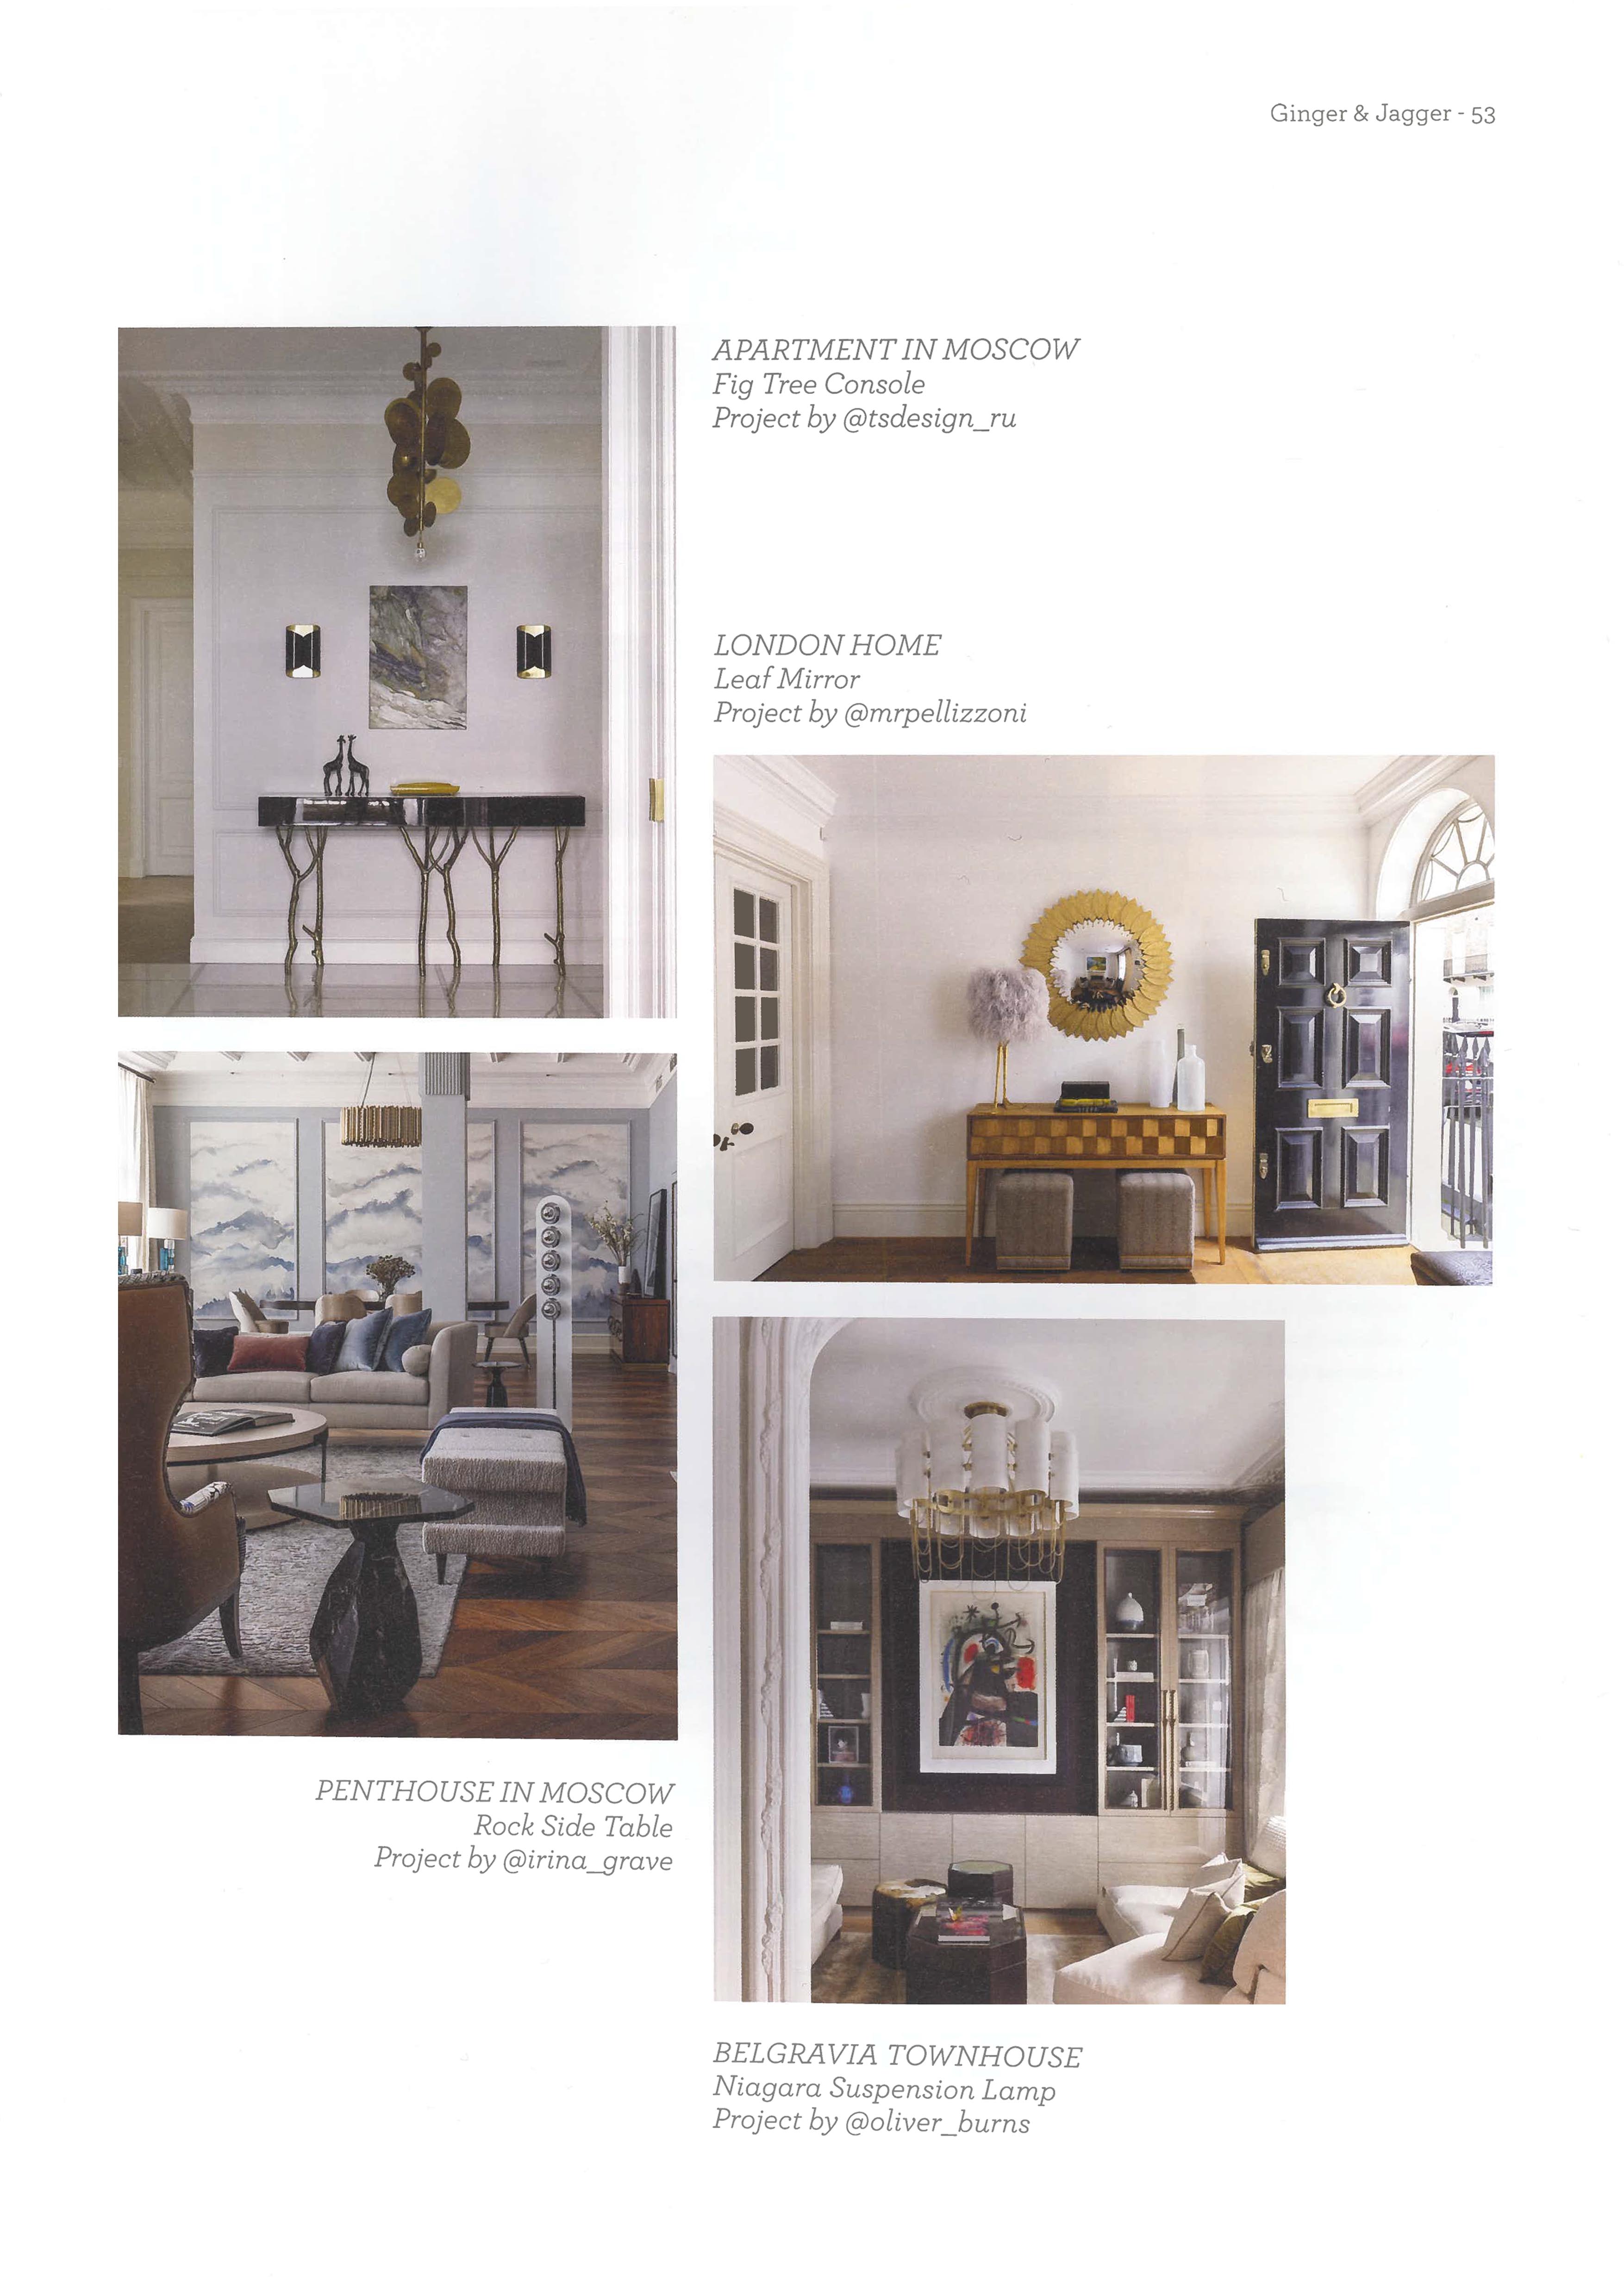 Ginger & Jagger - 53
APARTMENT IN MOSCOW
Fig Tree Console
Project by @tsdesign_ru
LONDON HOME
Leaf Mirror
Project by @mrpellizzoni
PENTHOUSE IN MOSCOW
Rock Side Table
Project by @irina_grave
BELGRAVIA TOWNHOUSE
Niagara Suspension Lamp
Project by @oliver_burns